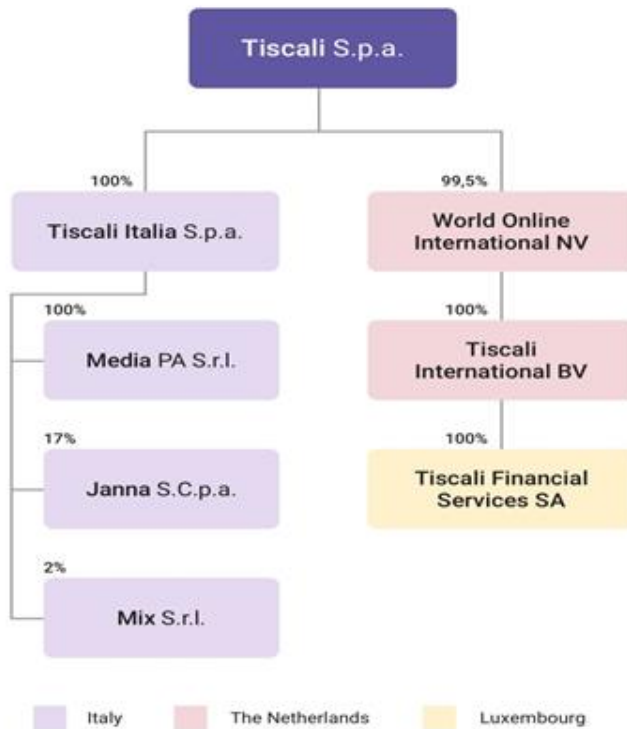 Tiscali S.p.a.
100%
99,5%
Tiscali Italia S.p.a.
World Online
International NV
100%
100%
Media PA S.r.l.
Tiscali
International BV
17%
100%
Janna S.C.p.a.
Tiscali Financial
Services SA
2%
Mix S.r.l.
Italy
The Netherlands
Luxembourg